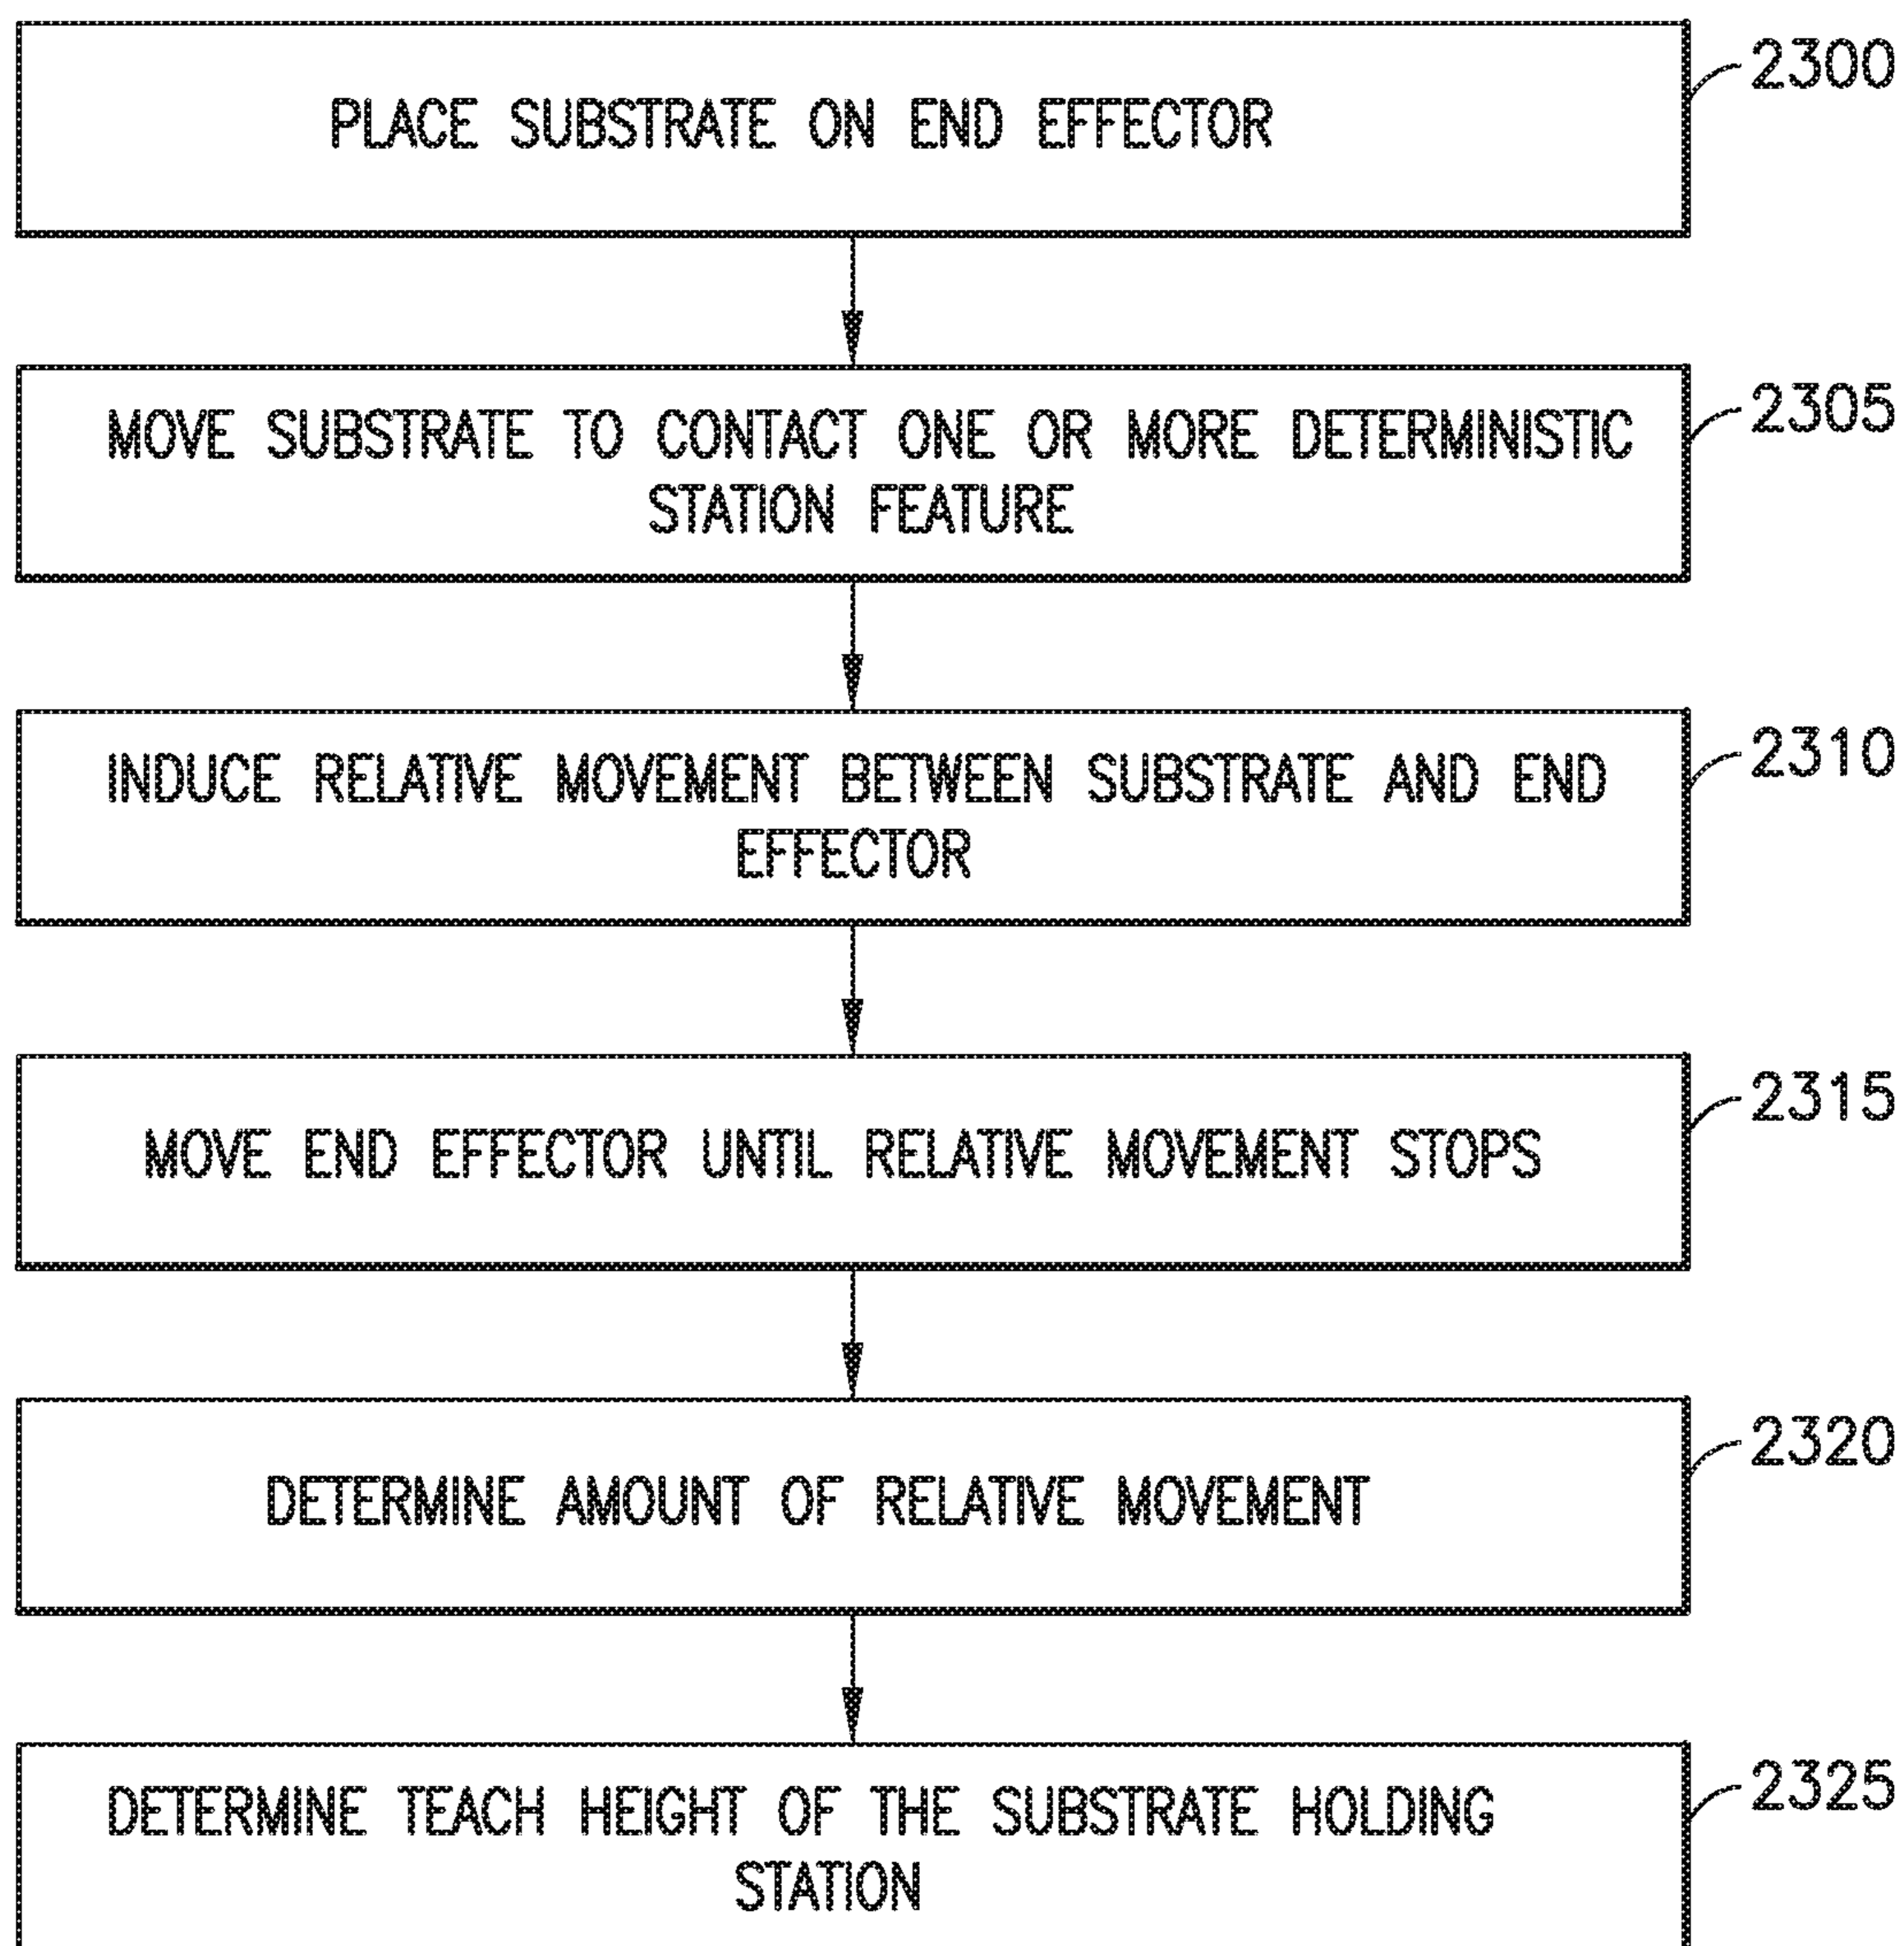 PLACE SUBSTRATE ON END EFFECTOR
2300
MOVE SUBSTRATE TO CONTACT ONE OR MORE DETERMINISTIC
STATION FEATURE
2305
INDUCE RELATIVE MOVEMENT BETWEEN SUBSTRATE AND END
EFFECTOR
2310
MOVE END EFFECTOR UNTIL RELATIVE MOVEMENT STOPS
2315
DETERMINE AMOUNT OF RELATIVE MOVEMENT
2320
DETERMINE TEACH HEIGHT OF THE SUBSTRATE HOLDING
STATION
2325